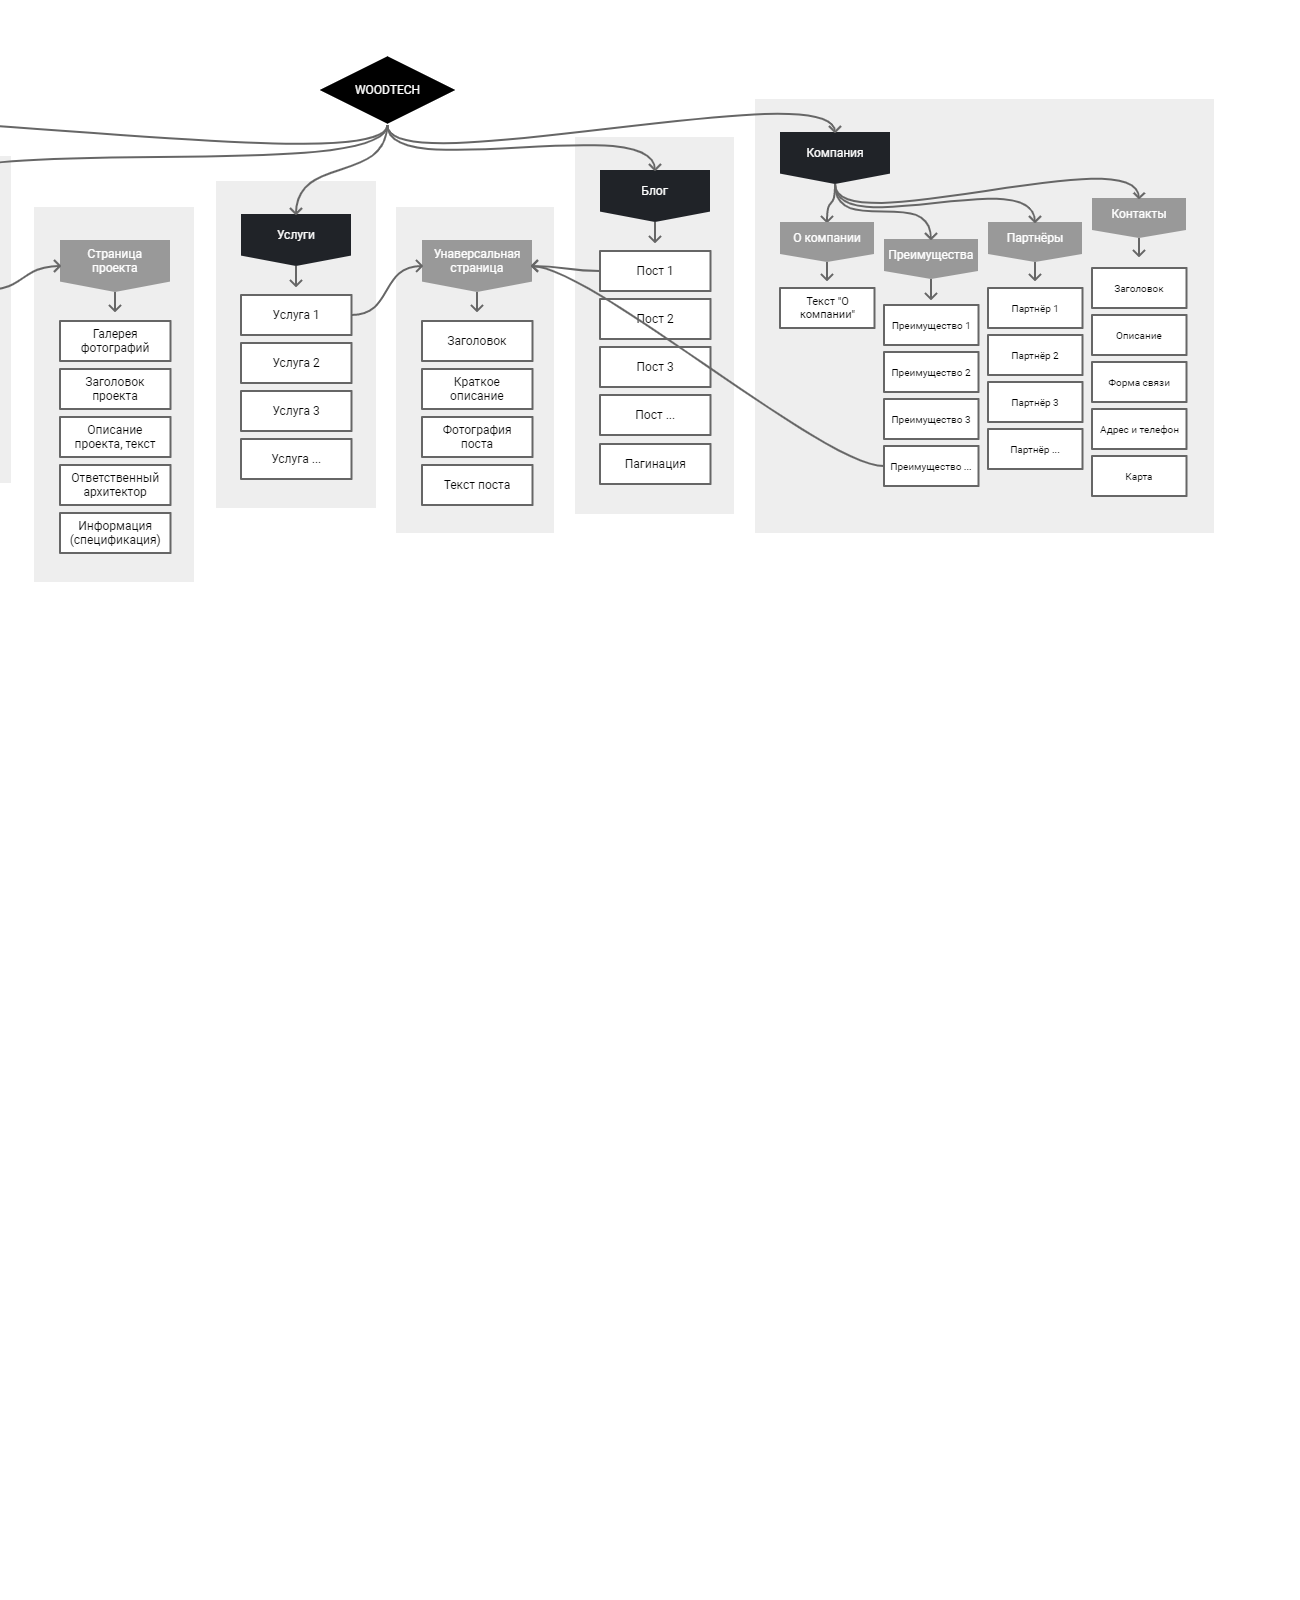 WOODTECH
Страница
проекта
Галерея
фотографий
Заголовок
проекта
Описание
проекта, текст
Ответственный
архитектор
Информация
(спецификация)
Услуги
Услуга 1
Услуга 2
Услуга 3
Услуга ...
Унаверсальная
страница
Заголовок
Краткое
описание
Фотография
поста
Текст поста
Блог
Пост 1
Пост 2
Пост 3
Пост ...
Пагинация
Компания
О компании
Текст "О
компании"
Преимущества
Преимущество 1
Преимущество 2
Преимущество 3
Преимущество ...
Партнёры
Партнёр 1
Партнёр 2
Партнёр 3
Партнёр ...
Контакты
Заголовок
Описание
Форма связи
Адрес и телефон
Карта